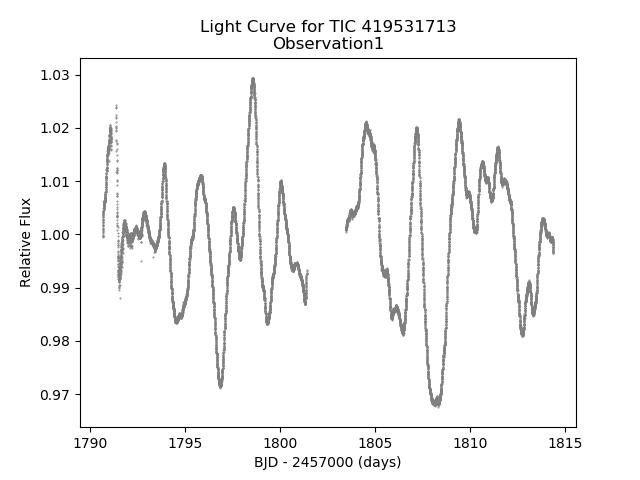 Light Curve for TIC 419531713
Observation1
1.03
1.02
1.01
1.00
0.99
0.98
0.97
Relative Flux
1790 1795 1800 1805 1810 1815
BJD - 2457000 (days)